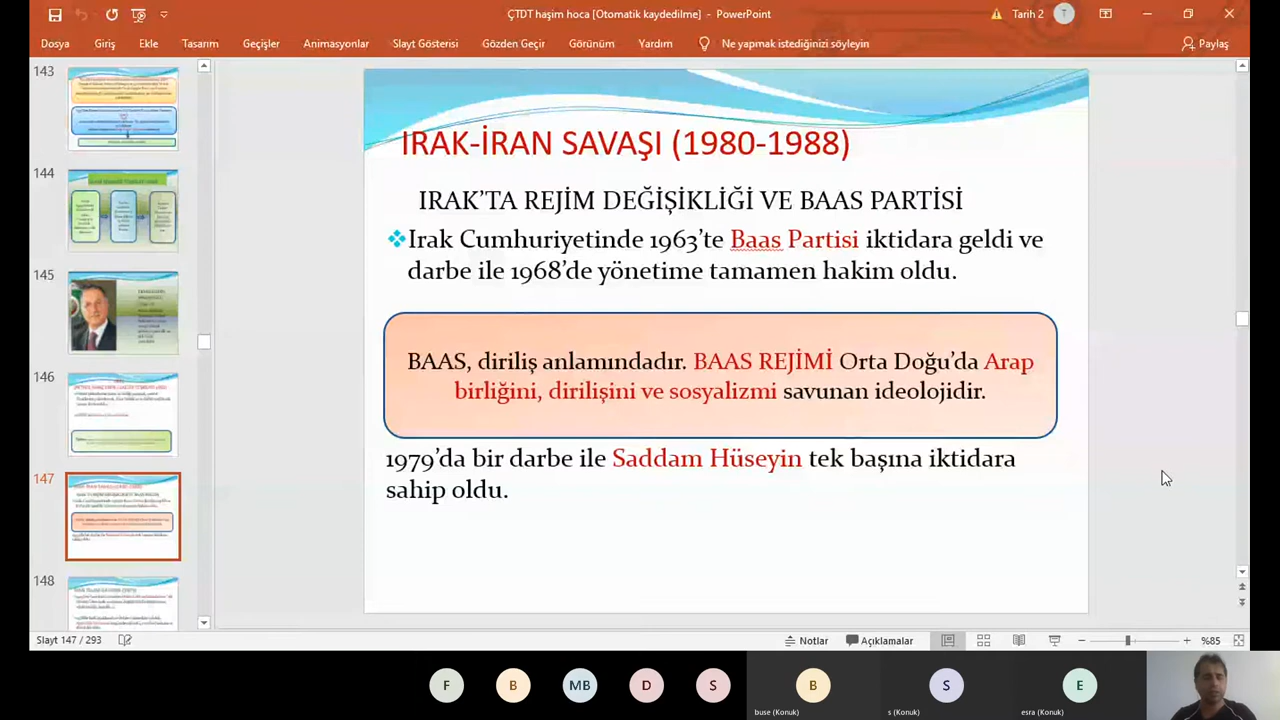 ÇTDT haşim hoca [Otomatik kaydedilme] - PowerPoint
Tarih 2
T
Dosya
Giriş
Ekle
Tasarım
Geçişler
Animasyonlar
Slayt Gösterisi
Gözden Geçir
Görünüm
Yardım
Ne yapmak istediğinizi söyleyin
Paylaş
143
144
145
146
147
148
IRAK-İRAN SAVAŞI (1980-1988)
IRAK'TA REJİM DEĞİŞİKLİĞİ VE BAAS PARTİSİ
Irak Cumhuriyetinde 1963'te Baas Partisi iktidara geldi ve
darbe ile 1968'de yönetime tamamen hakim oldu.
BAAS, diriliş anlamındadır. BAAS REJİMİ Orta Doğu'da Arap
birliğini, dirilişini ve sosyalizmi savunan ideolojidir.
1979'da bir darbe ile Saddam Hüseyin tek başına iktidara
sahip oldu.
Slayt 147 / 293
Notlar
Açıklamalar
%85
F
B
MB
D
S
B
S
E
buse (Konuk)
s (Konuk)
esra (Konuk)